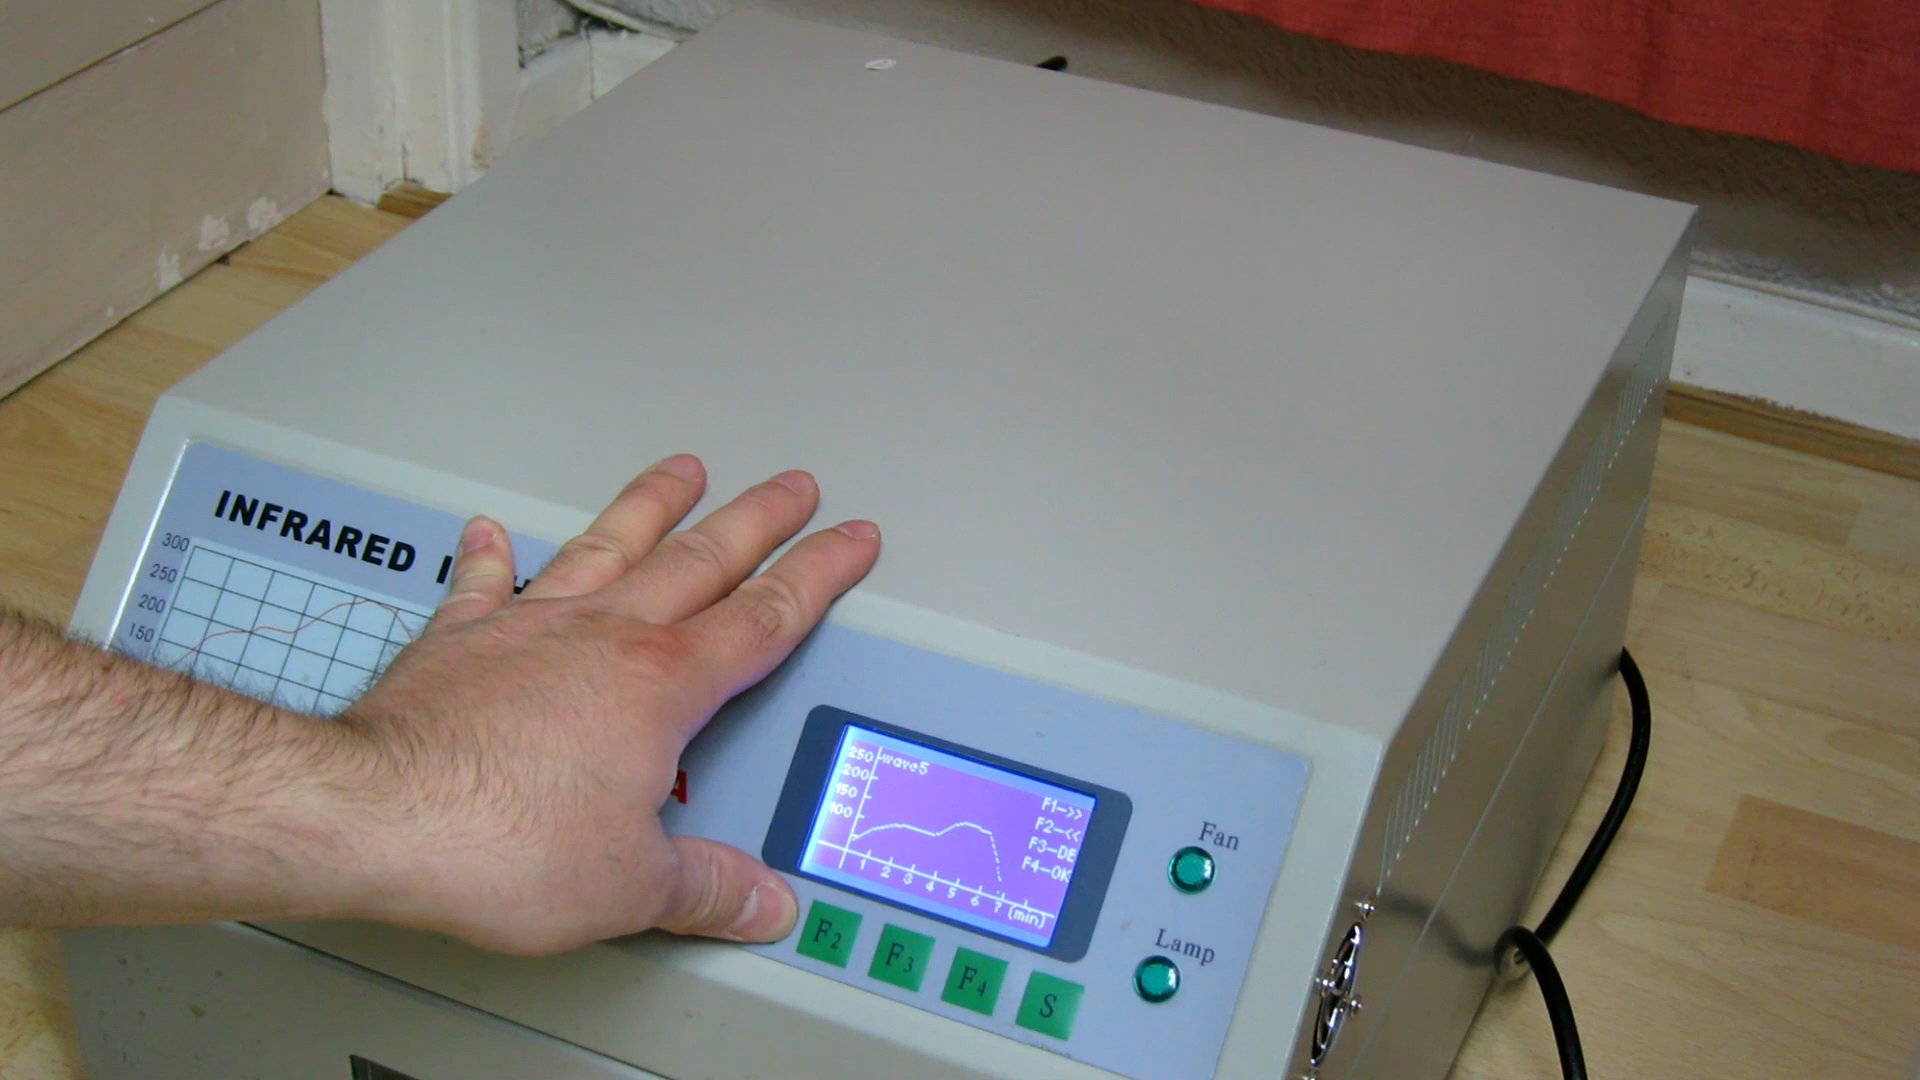 INFRARED I
300
250
200
150
A
250
200
150
100
wave5
F1->>
F2-<<
F3-DE
F4-OK
1 2 3 4 5 6 7 (min)
Fan
Lamp
F2
F3
F4
S